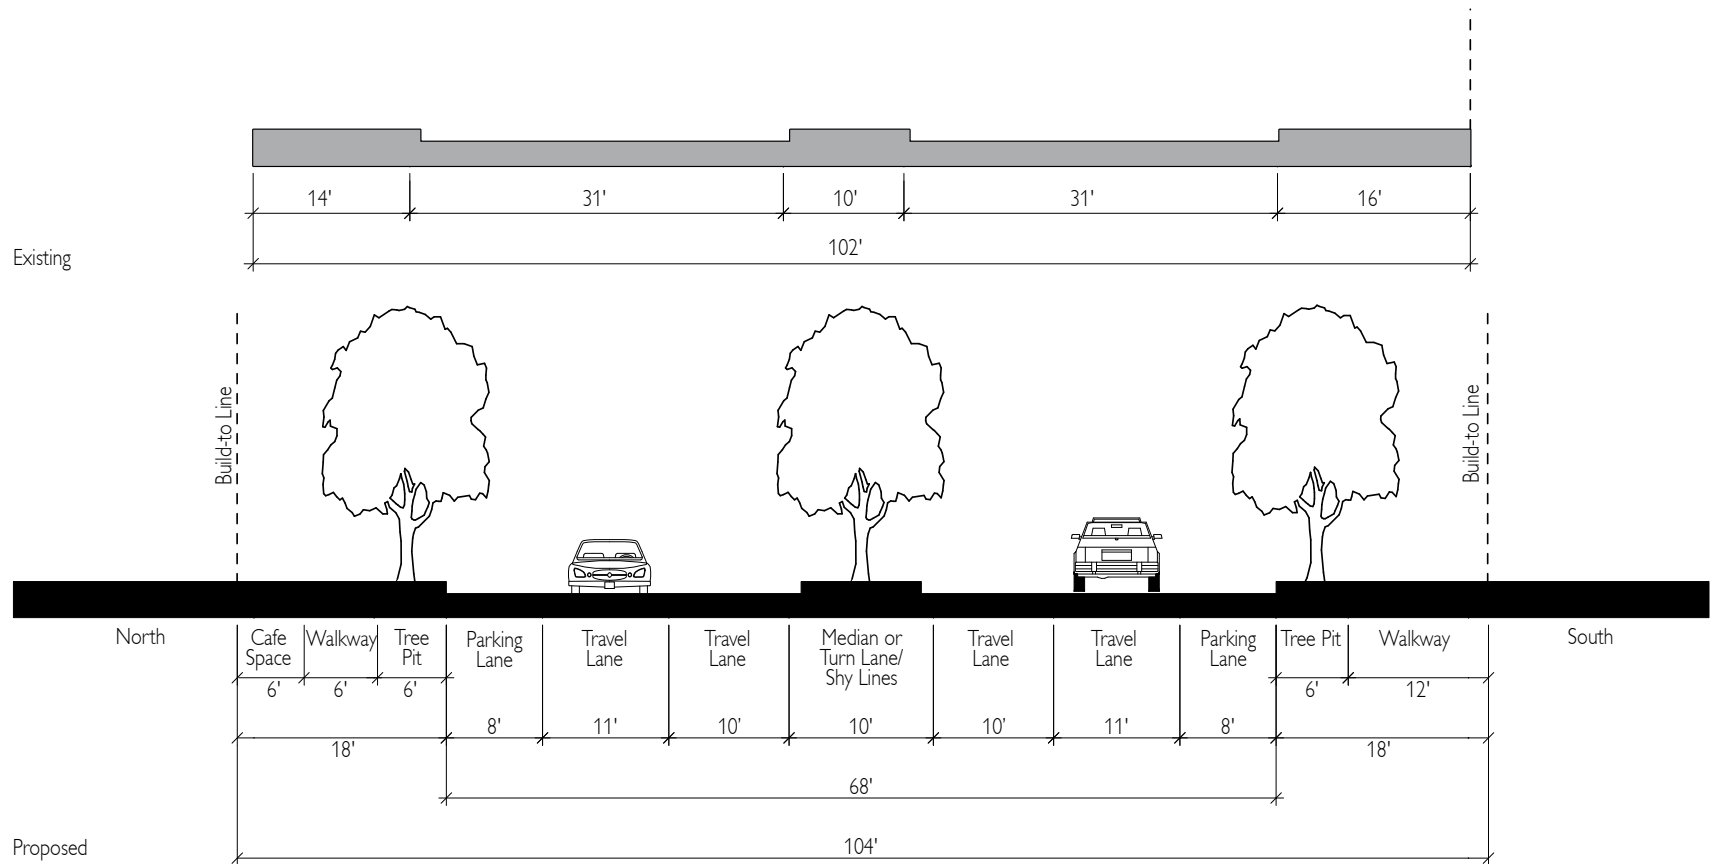 14' 31' 10' 31' 16'
102'
Existing
Build-to Line
Build-to Line
North
Cafe
Space
Walkway
Tree
Pit
Parking
Lane
Travel
Lane
Travel
Lane
Median or
Turn Lane/
Shy Lines
Travel
Lane
Travel
Lane
Parking
Lane
Tree Pit
Walkway
South
6' 6' 6' 6' 12'
8' 11' 10' 10' 10' 11' 8'
18' 18'
68'
104'
Proposed